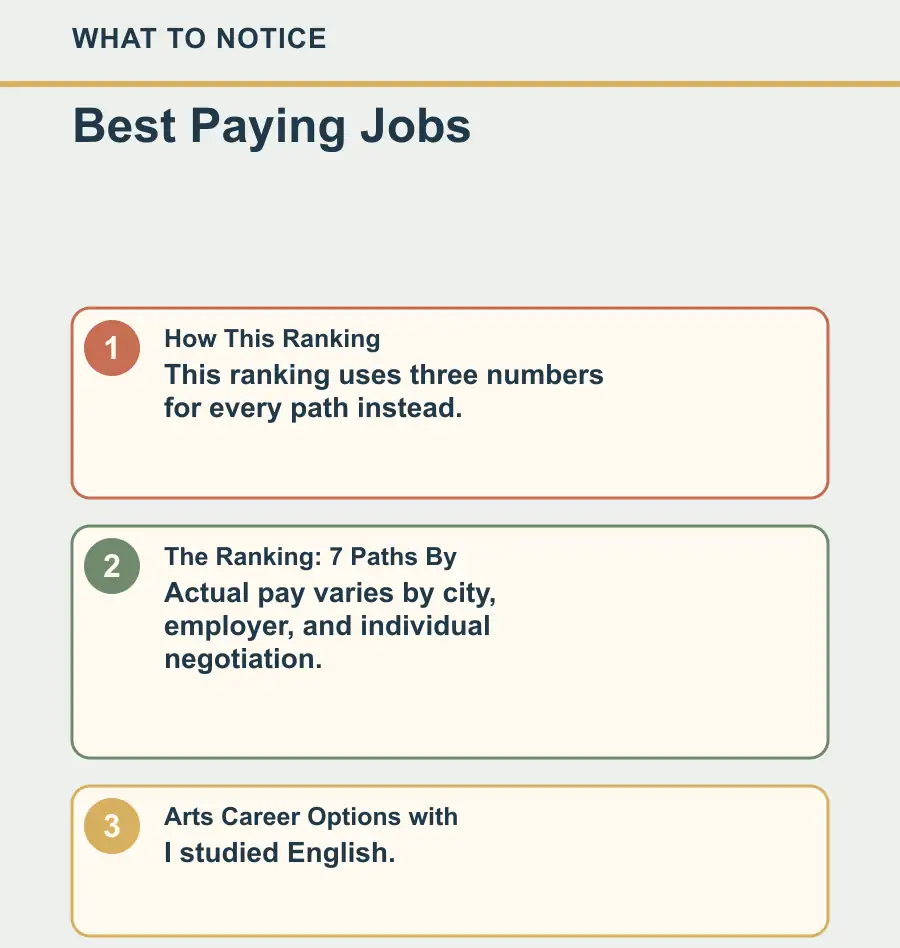 WHAT TO NOTICE
Best Paying Jobs
1
How This Ranking
This ranking uses three numbers
for every path instead.
2
The Ranking: 7 Paths By
Actual pay varies by city,
employer, and individual
negotiation.
3
Arts Career Options with
I studied English.